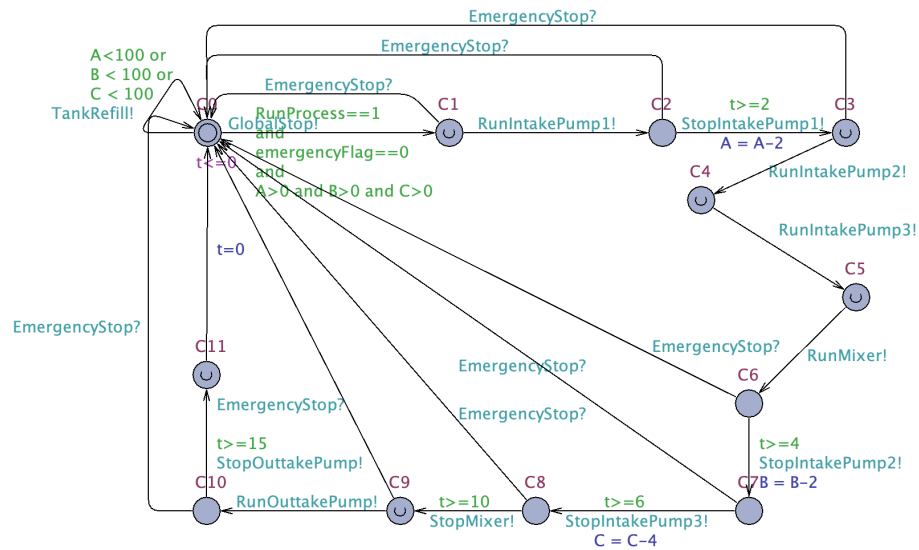 EmergencyStop?
EmergencyStop?
A<100 or
B < 100 or
C < 100
EmergencyStop?
TankRefill!
C0
GlobalStop!
RunProcess==1
and
emergencyFlag==0
and
A>0 and B>0 and C>0
t<=0
C1
RunIntakePump1!
C2
t>=2
StopIntakePump1!
A = A-2
C3
RunIntakePump2!
C4
RunIntakePump3!
C5
t=0
EmergencyStop?
C11
EmergencyStop?
RunMixer!
EmergencyStop?
C6
EmergencyStop?
EmergencyStop?
t>=15
StopOuttakePump!
t>=4
StopIntakePump2!
B = B-2
C10
RunOuttakePump!
C9
t>=10
StopMixer!
C8
t>=6
StopIntakePump3!
C = C-4
C7